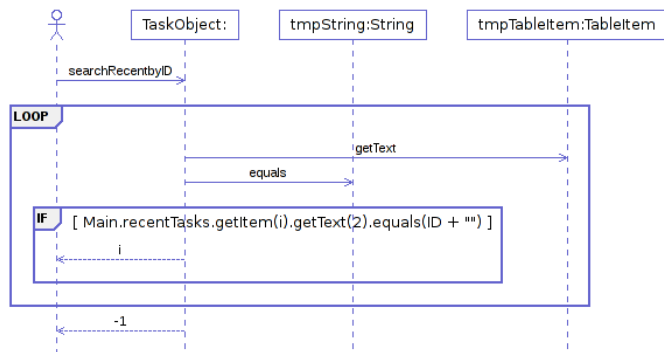 TaskObject: tmpString:String tmpTableItem:TableItem
searchRecentbyID
LOOP
getText
equals
IF [ Main.recentTasks.getItem(i).getText(2).equals(ID + "") ]
i
-1